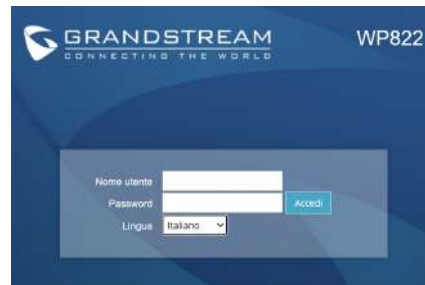 GRANDSTREAM
WP822
CONNECTING THE WORLD
Nome utente
Password
Accedi
Lingua
Italiano